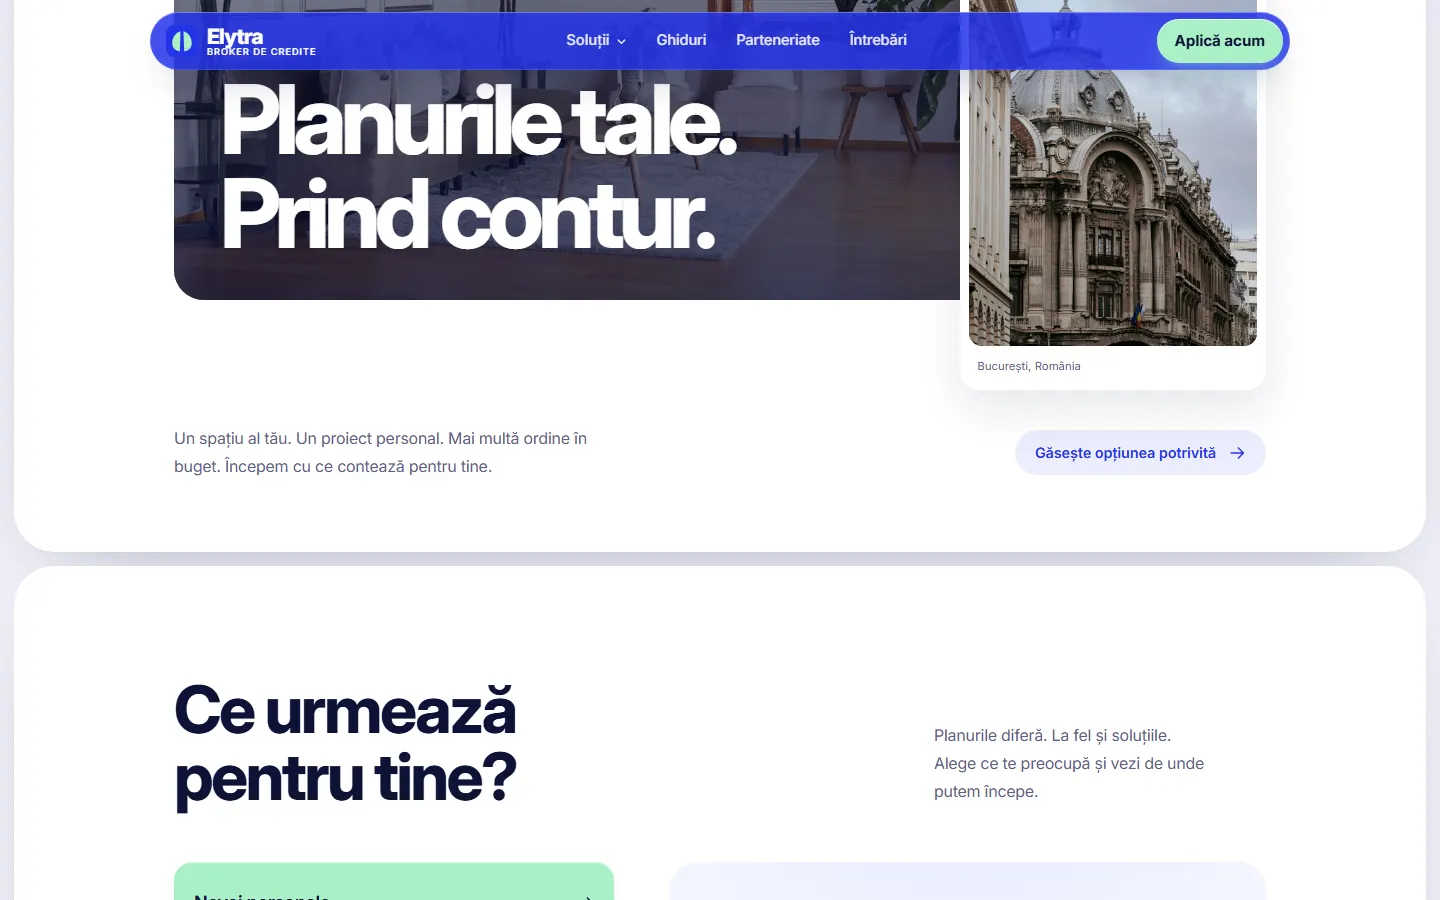 Elytra
BROKER DE CREDITE
Soluții
Ghiduri
Parteneriate
Întrebări
Aplică acum
Planurile tale.
Prind contur.
București, România
Un spațiu al tău. Un proiect personal. Mai multă ordine în
buget. Începem cu ce contează pentru tine.
Găsește opțiunea potrivită
Ce urmează
pentru tine?
Planurile diferă. La fel și soluțiile.
Alege ce te preocupă și vezi de unde
putem începe.
Nevoi personale